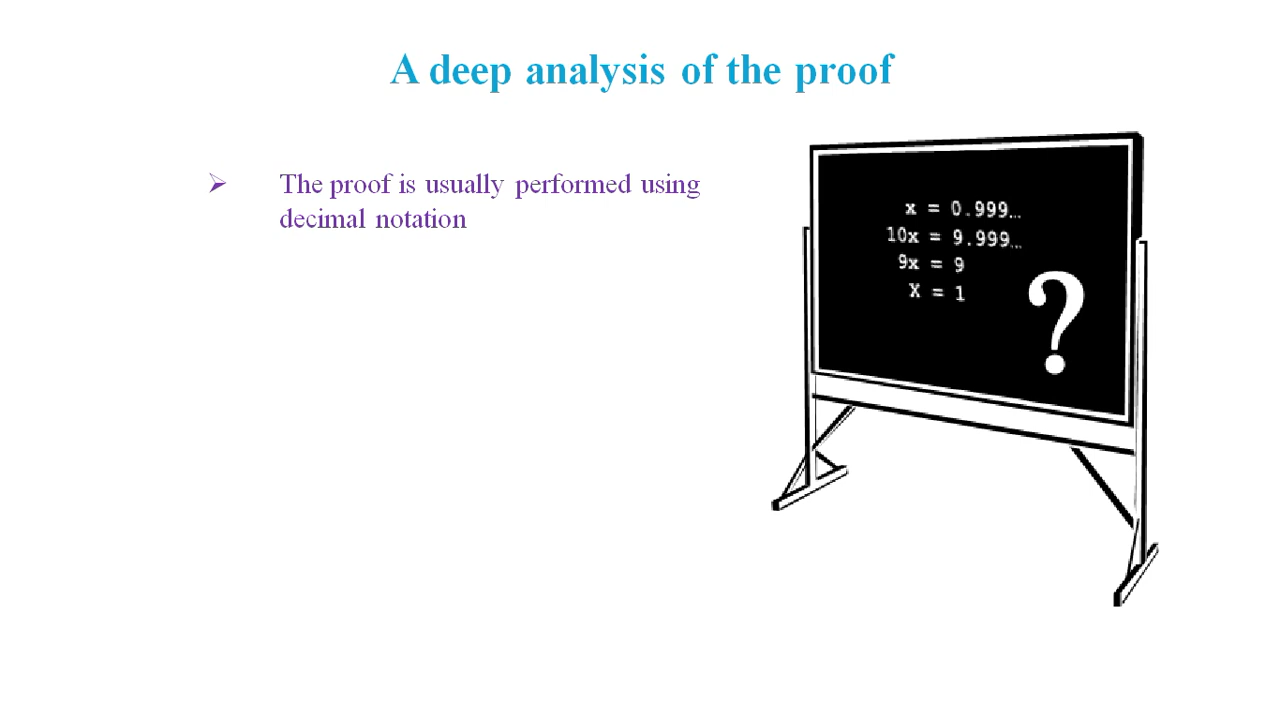 A deep analysis of the proof
➢ The proof is usually performed using
decimal notation
x = 0.999...
10x = 9.999...
9x = 9
X = 1
?